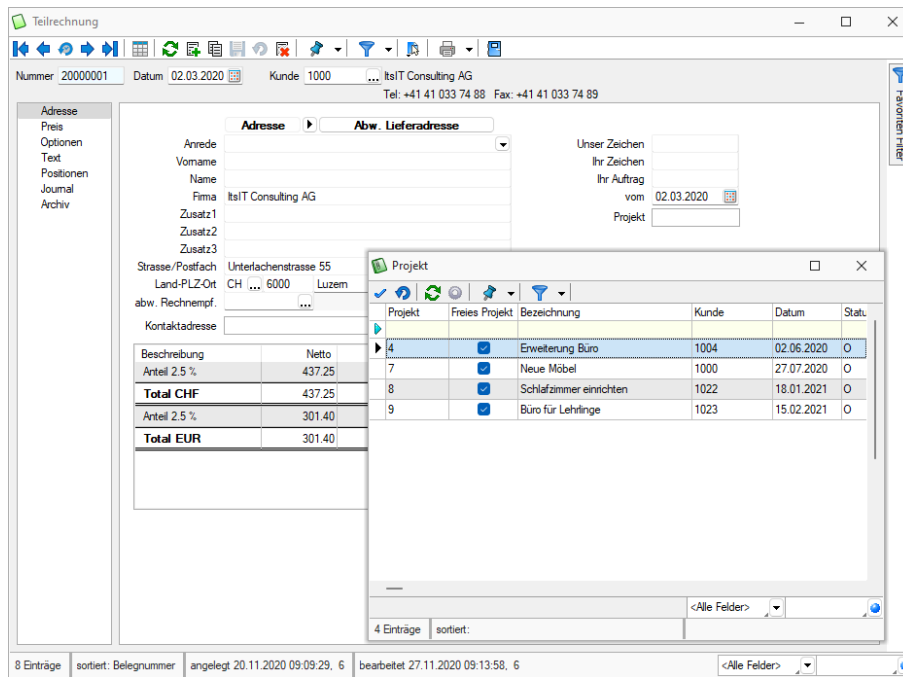 Teilrechnung
Nummer 20000001 Datum 02.03.2020 Kunde 1000 ... ItsIT Consulting AG
Tel: +41 41 033 74 88 Fax: +41 41 033 74 89
Favoriten Filter
Adresse
Preis
Optionen
Text
Positionen
Journal
Archiv
Adresse Abw. Lieferadresse
Anrede
Vorname
Name
Firma ItsIT Consulting AG
Zusatz1
Zusatz2
Zusatz3
Strasse/Postfach Unterlachenstrasse 55
Land-PLZ-Ort CH ... 6000 Luzern
abw. Rechnempf. ...
Kontaktadresse
Unser Zeichen
Ihr Zeichen
Ihr Auftrag
vom 02.03.2020
Projekt
Beschreibung Netto
Anteil 2.5 % 437.25
Total CHF 437.25
Anteil 2.5 % 301.40
Total EUR 301.40
Projekt
Projekt Freies Projekt Bezeichnung Kunde Datum Statu
4 Erweiterung Büro 1004 02.06.2020 O
7 Neue Möbel 1000 27.07.2020 O
8 Schlafzimmer einrichten 1022 18.01.2021 O
9 Büro für Lehrlinge 1023 15.02.2021 O
<Alle Felder>
4 Einträge sortiert:
8 Einträge sortiert: Belegnummer angelegt 20.11.2020 09:09:29, 6 bearbeitet 27.11.2020 09:13:58, 6 <Alle Felder>